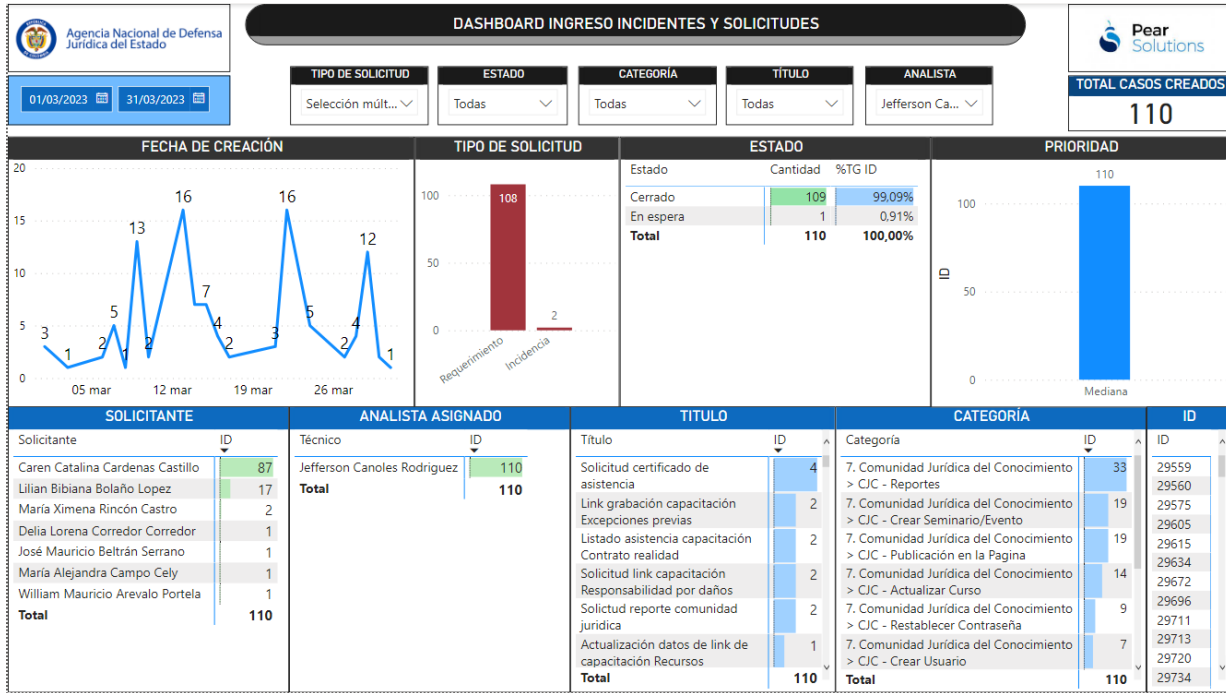 Agencia Nacional de Defensa
Jurídica del Estado
DASHBOARD INGRESO INCIDENTES Y SOLICITUDES
Pear
Solutions
01/03/2023 31/03/2023
TIPO DE SOLICITUD
Selección múlt...
ESTADO
Todas
CATEGORÍA
Todas
TÍTULO
Todas
ANALISTA
Jefferson Ca...
TOTAL CASOS CREADOS
110
FECHA DE CREACIÓN
20
15
10
5
0
3
1
2
5
1
13
2
16
7
4
2
3
16
5
2
4
12
1
05 mar 12 mar 19 mar 26 mar
TIPO DE SOLICITUD
100
50
0
108
2
Requerimiento
Incidencia
ESTADO
Estado Cantidad %TG ID
Cerrado 109 99,09%
En espera 1 0,91%
Total 110 100,00%
PRIORIDAD
110
100
50
0
ID
Mediana
SOLICITANTE
Solicitante ID
Caren Catalina Cardenas Castillo 87
Lilian Bibiana Bolaño Lopez 17
María Ximena Rincón Castro 2
Delia Lorena Corredor Corredor 1
José Mauricio Beltrán Serrano 1
María Alejandra Campo Cely 1
William Mauricio Arevalo Portela 1
Total 110
ANALISTA ASIGNADO
Técnico ID
Jefferson Canoles Rodriguez 110
Total 110
TITULO
Título ID
Solicitud certificado de 4
asistencia
Link grabación capacitación 2
Excepciones previas
Listado asistencia capacitación 2
Contrato realidad
Solicitud link capacitación 2
Responsabilidad por daños
Solictud reporte comunidad 2
juridica
Actualización datos de link de 1
capacitación Recursos
Total 110
CATEGORÍA
Categoría ID
7. Comunidad Jurídica del Conocimiento 33
> CJC - Reportes
7. Comunidad Jurídica del Conocimiento 19
> CJC - Crear Seminario/Evento
7. Comunidad Jurídica del Conocimiento 19
> CJC - Publicación en la Pagina
7. Comunidad Jurídica del Conocimiento 14
> CJC - Actualizar Curso
7. Comunidad Jurídica del Conocimiento 9
> CJC - Restablecer Contraseña
7. Comunidad Jurídica del Conocimiento 7
> CJC - Crear Usuario
Total 110
ID
ID
29559
29560
29575
29605
29615
29634
29672
29696
29711
29713
29720
29734